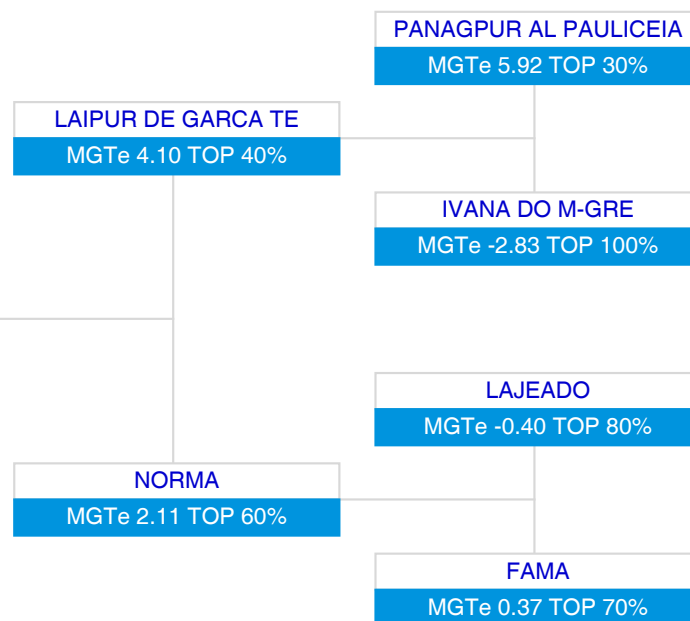 PANAGPUR AL PAULICEIA
MGTe 5.92 TOP 30%
LAIPUR DE GARCA TE
MGTe 4.10 TOP 40%
IVANA DO M-GRE
MGTe -2.83 TOP 100%
LAJEADO
MGTe -0.40 TOP 80%
NORMA
MGTe 2.11 TOP 60%
FAMA
MGTe 0.37 TOP 70%